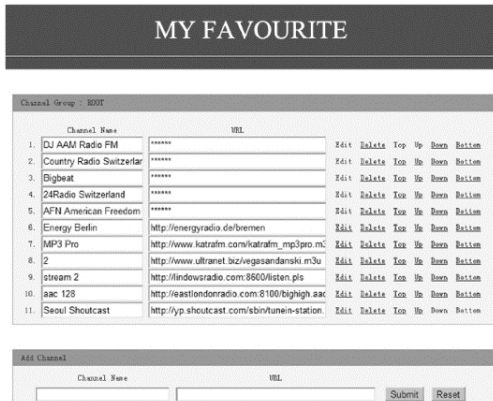 MY FAVOURITE
Channel Group : ROOT
Channel Name URL
1. DJ AAM Radio FM ****** Edit Delete Top Up Down Bottom
2. Country Radio Switzerlar ****** Edit Delete Top Up Down Bottom
3. Bigbeat ****** Edit Delete Top Up Down Bottom
4. 24Radio Switzerland ****** Edit Delete Top Up Down Bottom
5. AFN American Freedom ****** Edit Delete Top Up Down Bottom
6. Energy Berlin http://energyradio.de/bremen Edit Delete Top Up Down Bottom
7. MP3 Pro http://www.katrafm.com/katrafm_mp3pro.m3 Edit Delete Top Up Down Bottom
8. 2 http://www.ultranet.biz/vegasandanski.m3u Edit Delete Top Up Down Bottom
9. stream 2 http://lindowsradio.com:8600/listen.pls Edit Delete Top Up Down Bottom
10. aac 128 http://eastlondonradio.com:8100/bighigh.aac Edit Delete Top Up Down Bottom
11. Seoul Shoutcast http://yp.shoutcast.com/sbin/tunein-station. Edit Delete Top Up Down Bottom
Add Channel
Channel Name URL
Submit Reset